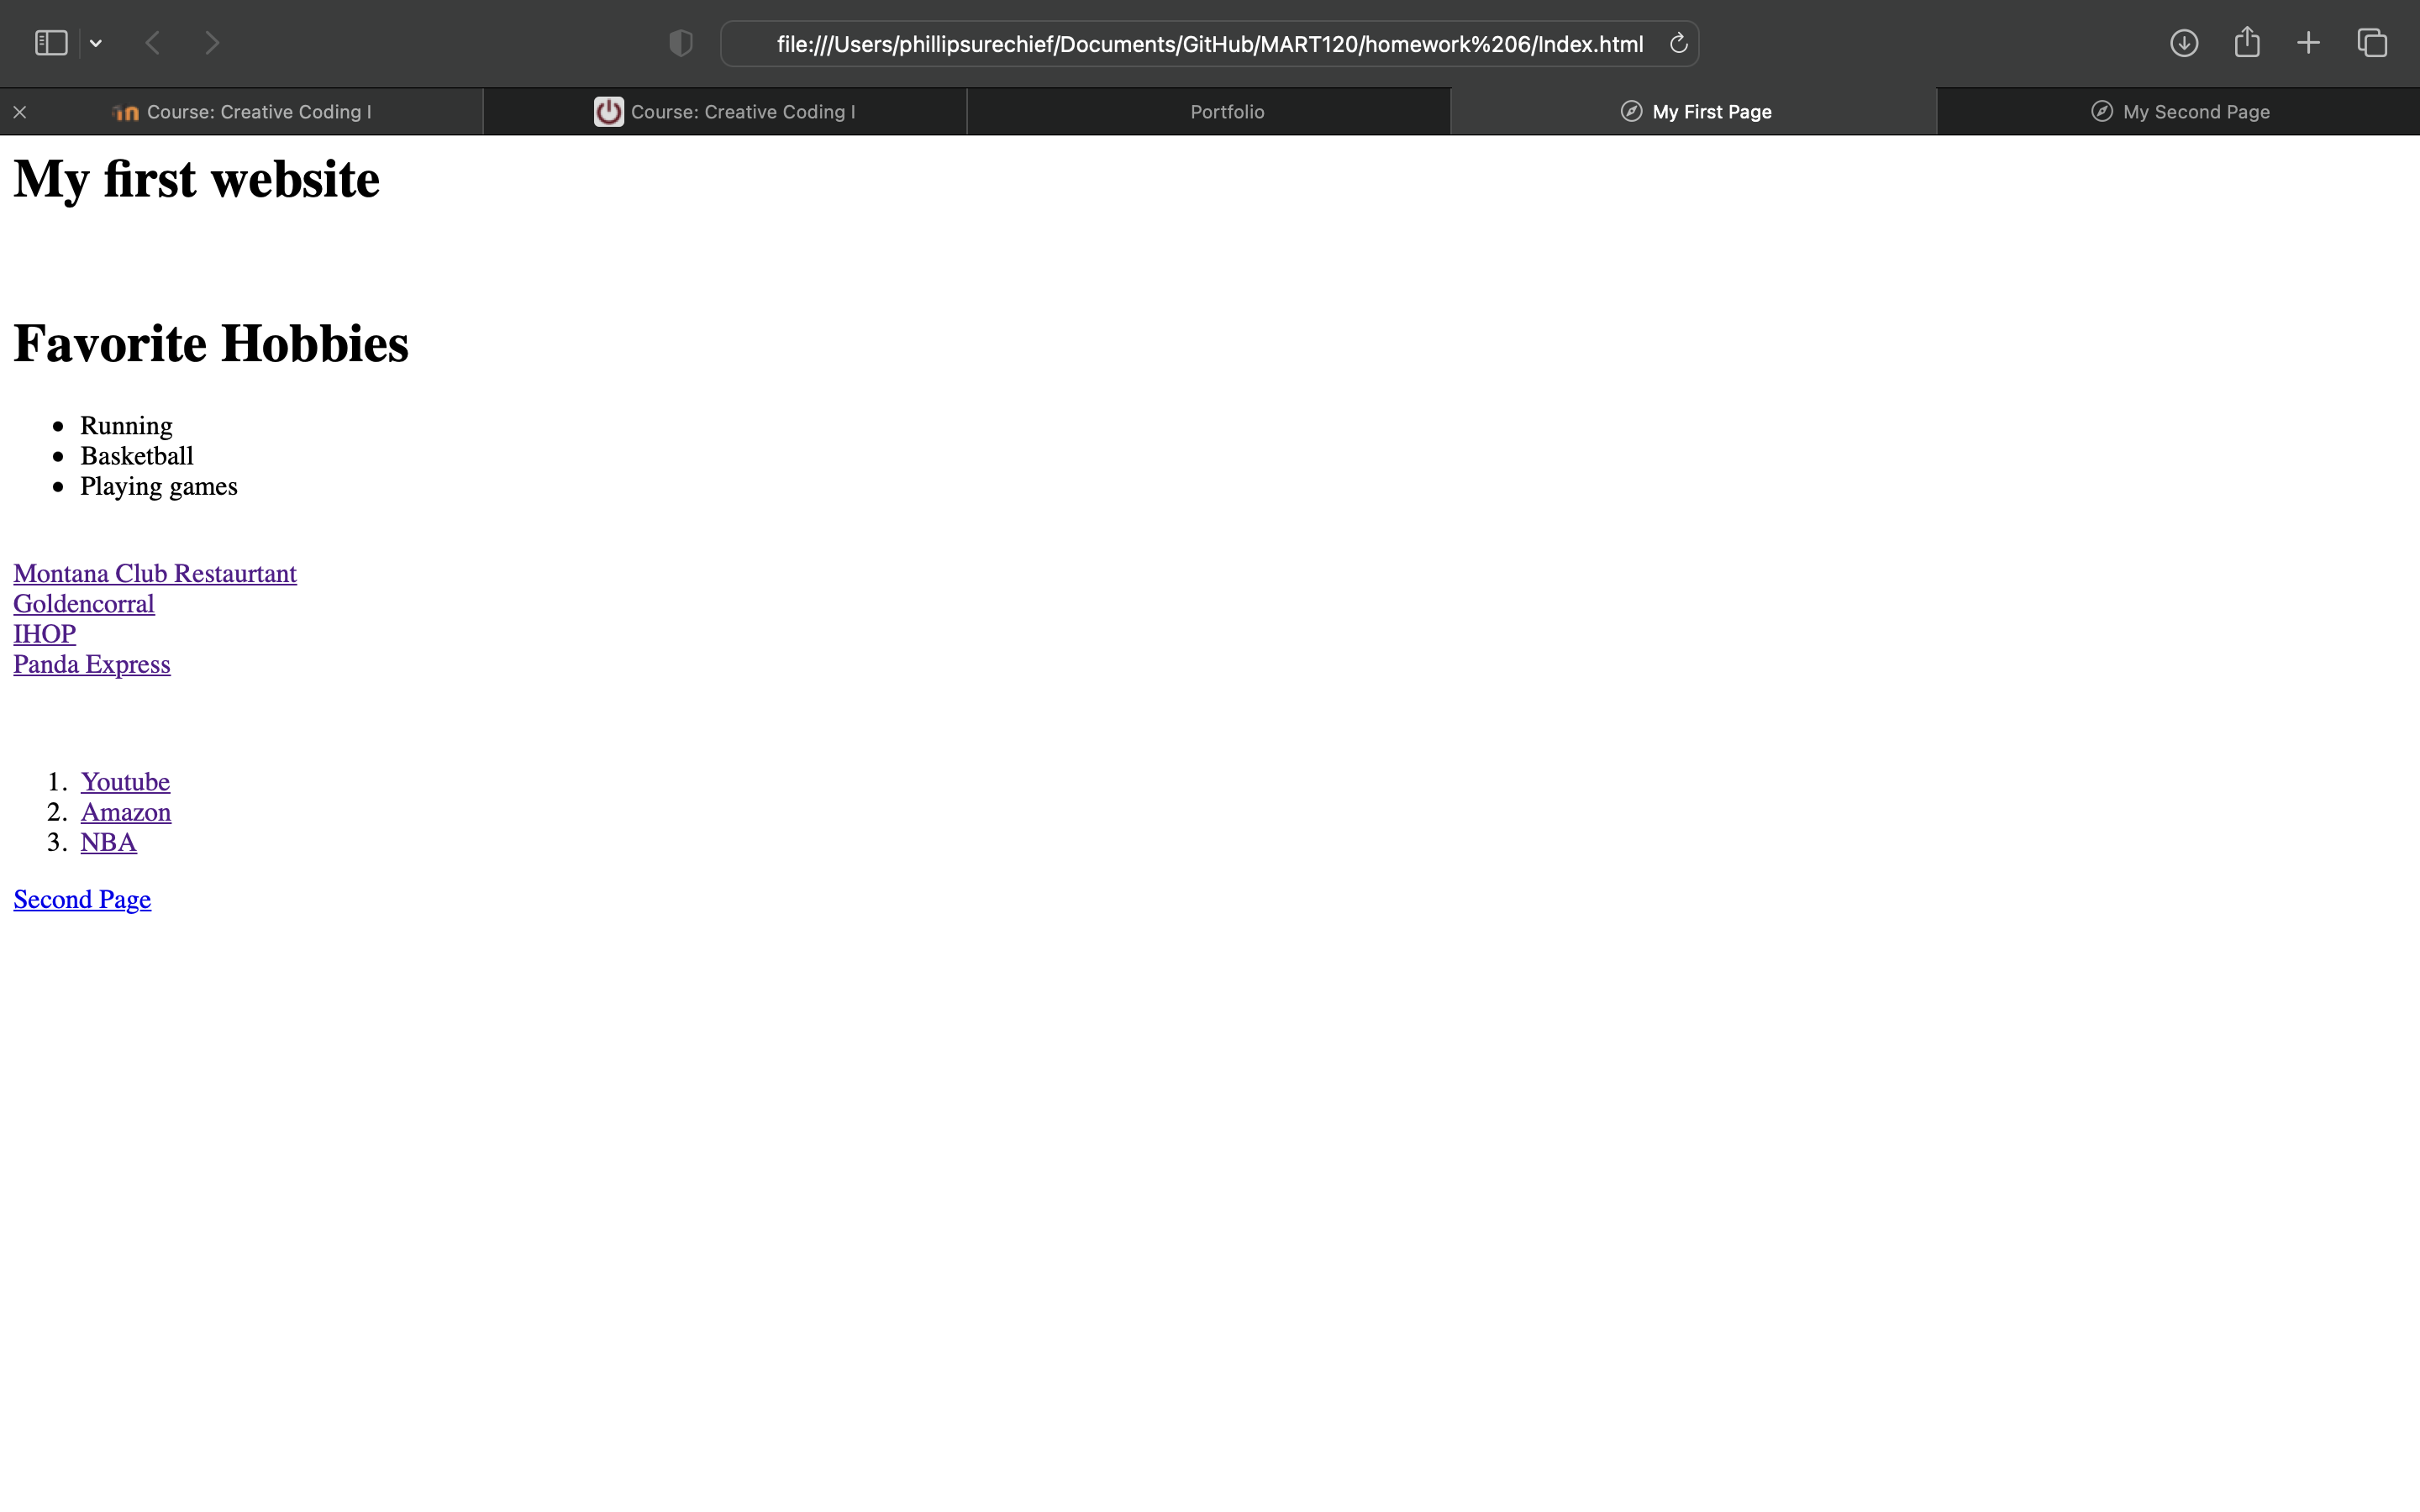 file:///Users/phillipsurechief/Documents/GitHub/MART120/homework%206/Index.html
Course: Creative Coding I
Course: Creative Coding I
Portfolio
My First Page
My Second Page
My first website
Favorite Hobbies
• Running
• Basketball
• Playing games
Montana Club Restaurtant
Goldencorral
IHOP
Panda Express
1. Youtube
2. Amazon
3. NBA
Second Page